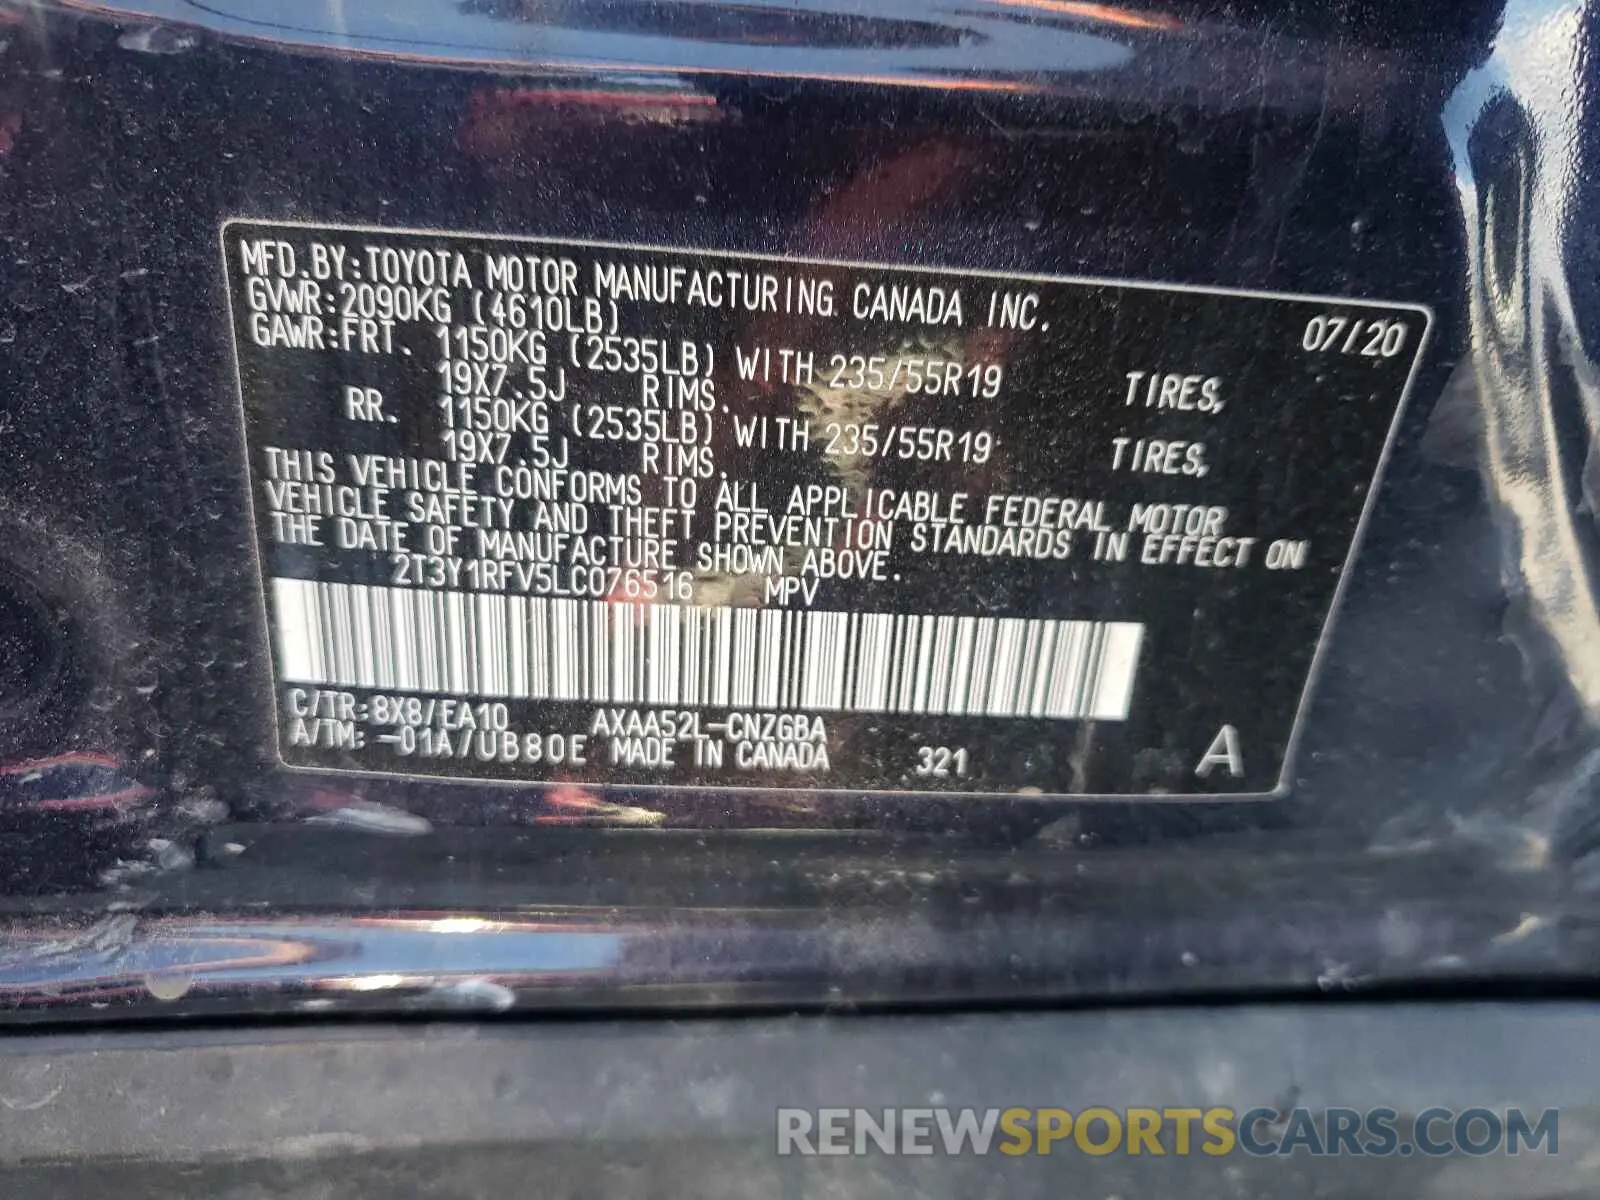 MFD.BY:TOYOTA MOTOR MANUFACTURING CANADA INC.
07/20
GVWR:2090KG (4610LB)
GAWR:FRT. 1150KG (2535LB) WITH 235/55R19 TIRES,
19X7.5J RIMS.
RR. 1150KG (2535LB) WITH 235/55R19 TIRES,
19X7.5J RIMS.
THIS VEHICLE CONFORMS TO ALL APPLICABLE FEDERAL MOTOR
VEHICLE SAFETY AND THEFT PREVENTION STANDARDS IN EFFECT ON
THE DATE OF MANUFACTURE SHOWN ABOVE.
2T3Y1RFV5LC076516 MPV
C/TR:8X8/EA10 AXAA52L-CNZGBA
A/TM:-01A/UB80E MADE IN CANADA 321 A
RENEWSPORTSCARS.COM